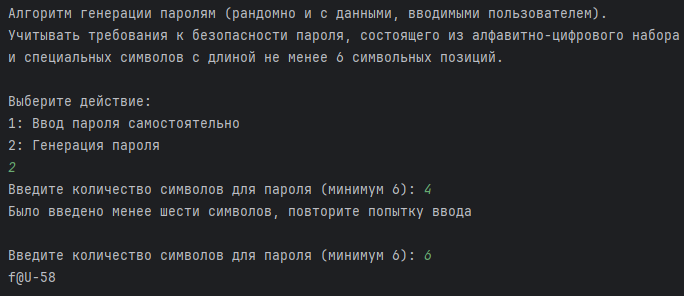 Алгоритм генерации паролям (рандомно и с данными, вводимыми пользователем).
Учитывать требования к безопасности пароля, состоящего из алфавитно-цифрового набора
и специальных символов с длиной не менее 6 символьных позиций.
Выберите действие:
1: Ввод пароля самостоятельно
2: Генерация пароля
2
Введите количество символов для пароля (минимум 6): 4
Было введено менее шести символов, повторите попытку ввода
Введите количество символов для пароля (минимум 6): 6
f@U-58